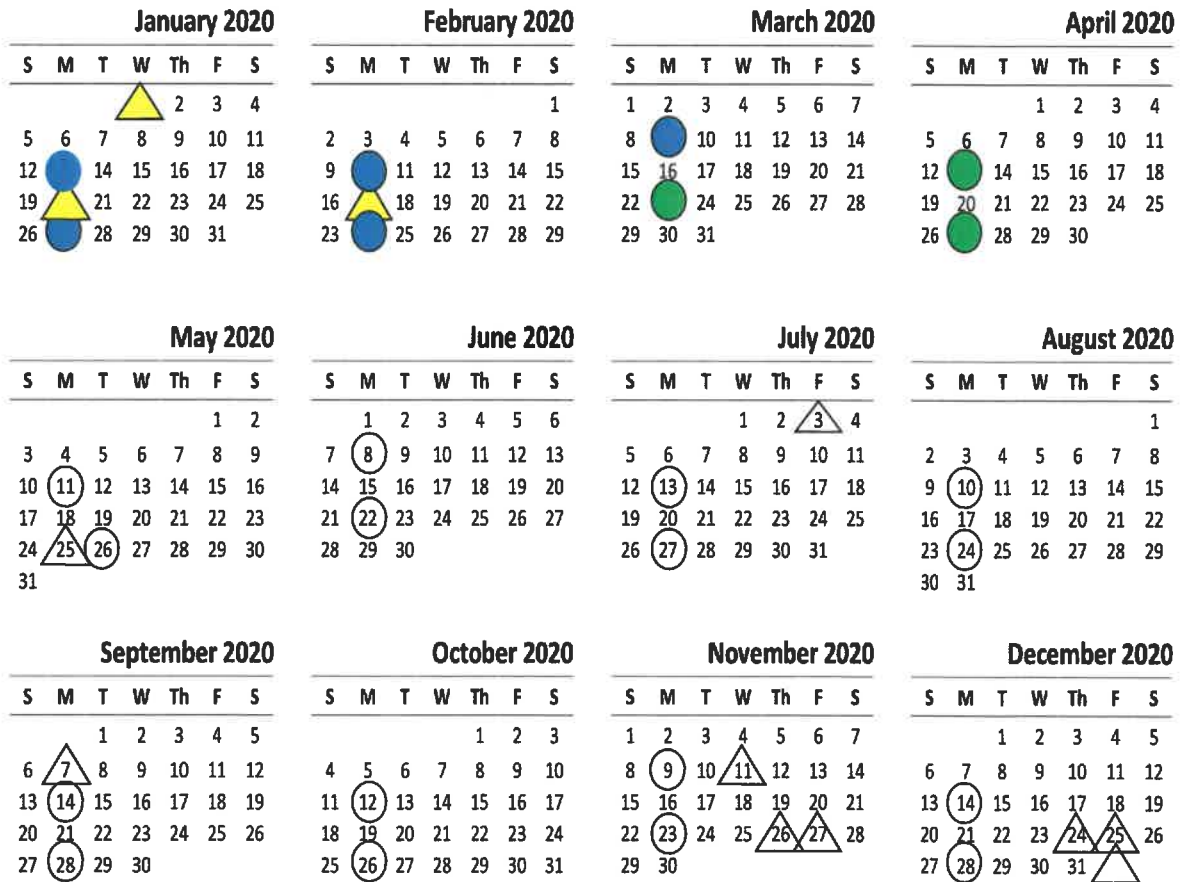 January 2020
S M T W Th F S
2 3 4
5 6 7 8 9 10 11
12 14 15 16 17 18
19 21 22 23 24 25
26 28 29 30 31
February 2020
S M T W Th F S
1
2 3 4 5 6 7 8
9 11 12 13 14 15
16 18 19 20 21 22
23 25 26 27 28 29
March 2020
S M T W Th F S
1 2 3 4 5 6 7
8 10 11 12 13 14
15 16 17 18 19 20 21
22 24 25 26 27 28
29 30 31
April 2020
S M T W Th F S
1 2 3 4
5 6 7 8 9 10 11
12 14 15 16 17 18
19 20 21 22 23 24 25
26 28 29 30
May 2020
S M T W Th F S
1 2
3 4 5 6 7 8 9
10 11 12 13 14 15 16
17 18 19 20 21 22 23
24 25 26 27 28 29 30
31
June 2020
S M T W Th F S
1 2 3 4 5 6
7 8 9 10 11 12 13
14 15 16 17 18 19 20
21 22 23 24 25 26 27
28 29 30
July 2020
S M T W Th F S
1 2 3 4
5 6 7 8 9 10 11
12 13 14 15 16 17 18
19 20 21 22 23 24 25
26 27 28 29 30 31
August 2020
S M T W Th F S
1
2 3 4 5 6 7 8
9 10 11 12 13 14 15
16 17 18 19 20 21 22
23 24 25 26 27 28 29
30 31
September 2020
S M T W Th F S
1 2 3 4 5
6 7 8 9 10 11 12
13 14 15 16 17 18 19
20 21 22 23 24 25 26
27 28 29 30
October 2020
S M T W Th F S
1 2 3
4 5 6 7 8 9 10
11 12 13 14 15 16 17
18 19 20 21 22 23 24
25 26 27 28 29 30 31
November 2020
S M T W Th F S
1 2 3 4 5 6 7
8 9 10 11 12 13 14
15 16 17 18 19 20 21
22 23 24 25 26 27 28
29 30
December 2020
S M T W Th F S
1 2 3 4 5
6 7 8 9 10 11 12
13 14 15 16 17 18 19
20 21 22 23 24 25 26
27 28 29 30 31